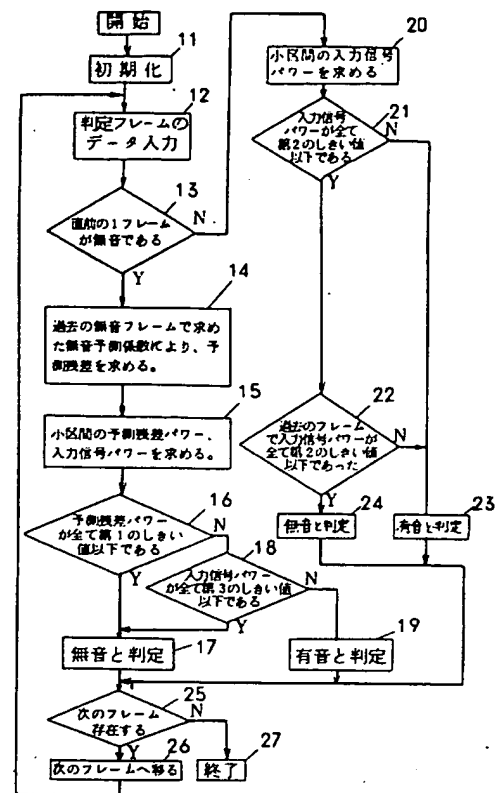 開始
11
初期化
12
判定フレームの
データ入力
13
直前の1フレーム
が無音である
N
Y
14
過去の無音フレームで求め
た無音予測係数により、予
測残差を求める。
15
小区間の予測残差パワー、
入力信号パワーを求める。
16
予測残差パワー
が全て第1のしきい
値以下である
N
Y
18
入力信号パワー
が全て第3のしきい値
以下である
N
Y
無音と判定
17
有音と判定
19
20
小区間の入力信号
パワーを求める
21
入力信号
パワーが全て
第2のしきい値
以下である
N
Y
22
過去のフレーム
で入力信号パワーが
全て第2のしきい値
以下であった
N
Y
24
無音と判定
23
有音と判定
25
次のフレーム
存在する
N
Y
26
次のフレームへ移る
27
終了